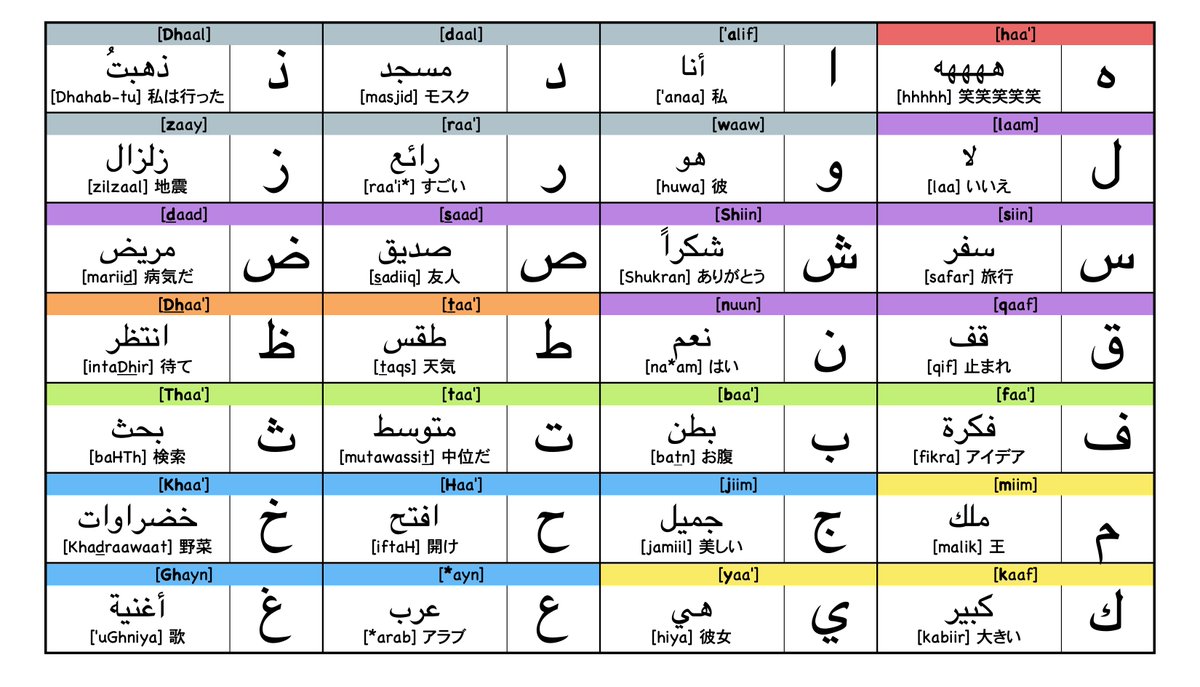 [Dhaal]
ذهبتُ
ذ
[Dhahab-tu] 私は行った
[daal]
مسجد
د
[masjid] モスク
['alif]
أنا
ا
['anaa] 私
[haa']
ههههه
ه
[hhhhh] 笑笑笑笑笑
[zaay]
زلزال
ز
[zilzaal] 地震
[raa']
رائع
ر
[raa'i*] すごい
[waaw]
هو
و
[huwa] 彼
[laam]
لا
ل
[laa] いいえ
[daad]
مريض
ض
[mariid] 病気だ
[saad]
صديق
ص
[sadiiq] 友人
[Shiin]
شكراً
ش
[Shukran] ありがとう
[siin]
سفر
س
[safar] 旅行
[Dhaa']
انتظر
ظ
[intaDhir] 待て
[taa']
طقس
ط
[taqs] 天気
[nuun]
نعم
ن
[na*am] はい
[qaaf]
قف
ق
[qif] 止まれ
[Thaa']
بحث
ث
[baHTh] 検索
[taa']
متوسط
ت
[mutawassit] 中位だ
[baa']
بطن
ب
[batn] お腹
[faa']
فكرة
ف
[fikra] アイデア
[Khaa']
خضراوات
خ
[Khadraawaat] 野菜
[Haa']
افتح
ح
[iftaH] 開け
[jiim]
جميل
ج
[jamiil] 美しい
[miim]
ملك
م
[malik] 王
[Ghayn]
أغنية
غ
['uGhniya] 歌
[*ayn]
عرب
ع
[*arab] アラブ
[yaa']
هي
ي
[hiya] 彼女
[kaaf]
كبير
ك
[kabiir] 大きい